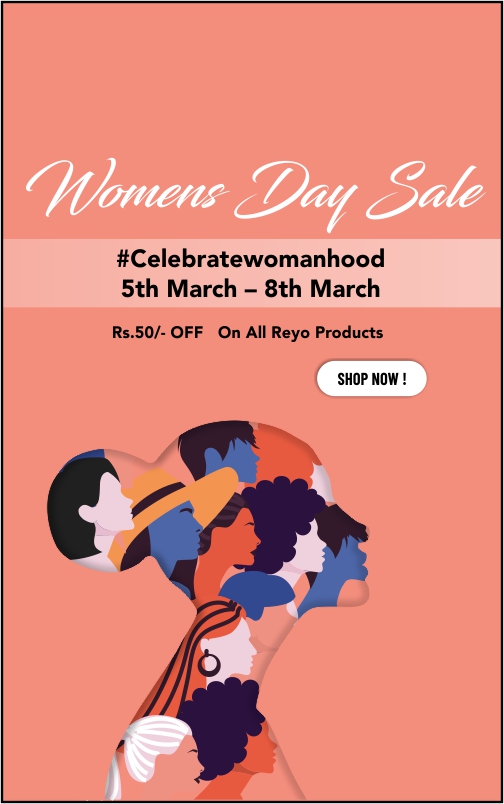 Womens Day Sale
#Celebratewomanhood
5th March – 8th March
Rs.50/- OFF On All Reyo Products
SHOP NOW !